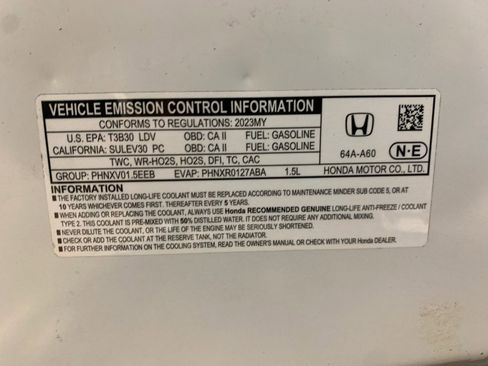 VEHICLE EMISSION CONTROL INFORMATION
CONFORMS TO REGULATIONS: 2023MY
U.S. EPA: T3B30 LDV OBD: CA II FUEL: GASOLINE
CALIFORNIA: SULEV30 PC OBD: CA II FUEL: GASOLINE
TWC, WR-HO2S, HO2S, DFI, TC, CAC
64A-A60
N-E
GROUP: PHNXV01.5EEB EVAP: PHNXR0127ABA 1.5L HONDA MOTOR CO., LTD.
INFORMATION
■ THE FACTORY INSTALLED LONG-LIFE COOLANT MUST REPLACED ACCORDING TO MAINTENANCE MINDER SUB CODE 5, OR AT
10 YEARS WHICHEVER COMES FIRST. THEREAFTER EVERY 5 YEARS.
■ WHEN ADDING OR REPLACING THE COOLANT, ALWAYS USE Honda RECOMMENDED GENUINE LONG-LIFE ANTI-FREEZE / COOLANT
TYPE 2. THIS COOLANT IS PRE-MIXED WITH 50% DISTILLED WATER. IT DOES NOT REQUIRE ANY ADDITIONAL MIXING.
■ NEVER DILUTE THE COOLANT, OR THE LIFE OF THE ENGINE MAY BE SERIOUSLY SHORTENED.
■ CHECK OR ADD COOLANT AT THE RESERVE TANK, NOT THE RADIATOR.
■ FOR FURTHER INFORMATION ON THE COOLING SYSTEM, READ THE OWNER'S MANUAL OR CHECK WITH YOUR Honda DEALER.